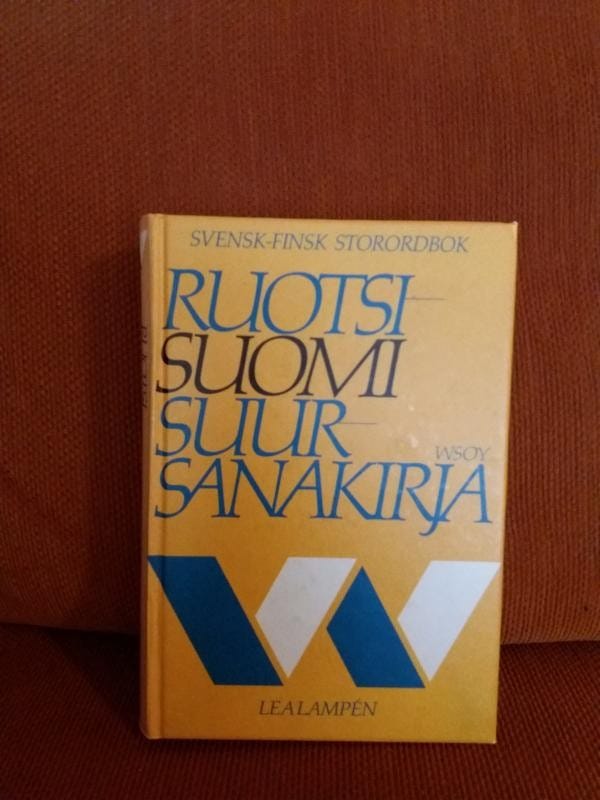 SVENSK-FINSK STORORDBOK
RUOTSI-
SUOMI
SUUR-
WSOY
SANAKIRJA
LEA LAMPÉN